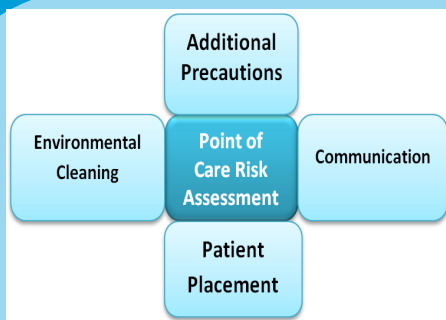 Additional
Precautions
Environmental
Cleaning
Point of
Care Risk
Assessment
Communication
Patient
Placement